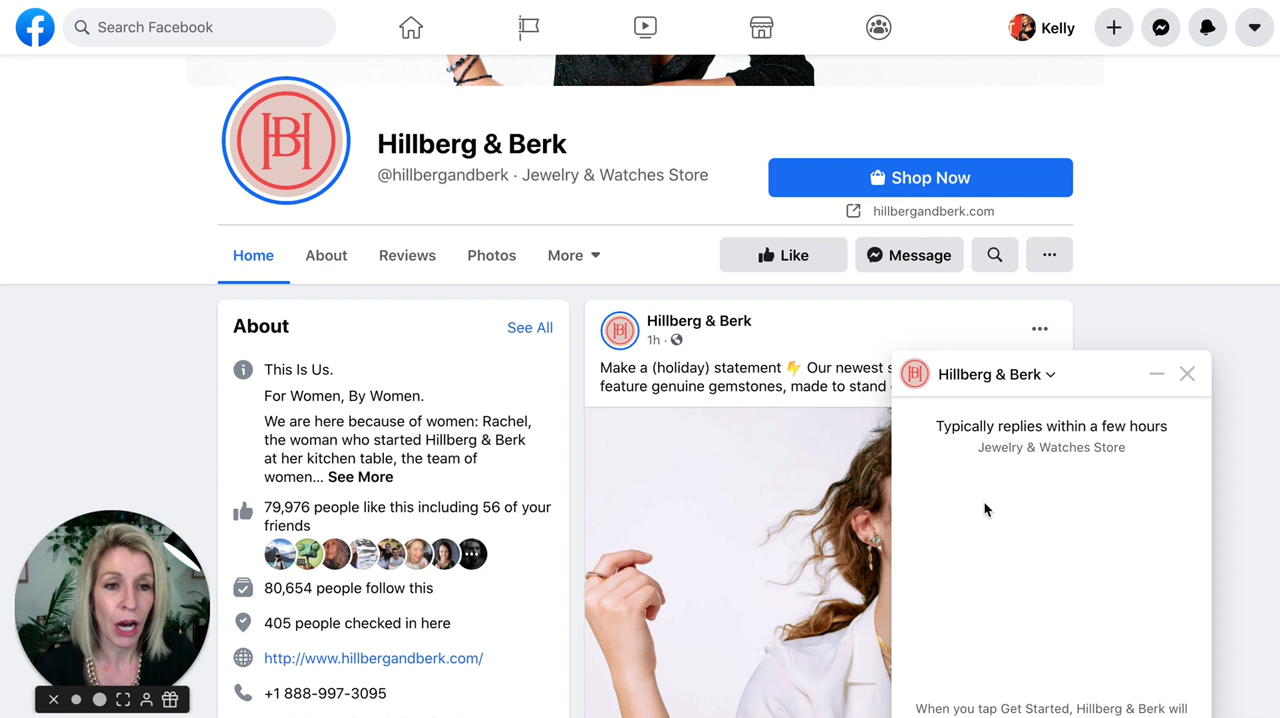 Search Facebook
Kelly
HB
Hillberg & Berk
@hillbergandberk · Jewelry & Watches Store
Shop Now
hillbergandberk.com
Home
About
Reviews
Photos
More
Like
Message
About
See All
This Is Us.
For Women, By Women.
We are here because of women: Rachel,
the woman who started Hillberg & Berk
at her kitchen table, the team of
women... See More
79,976 people like this including 56 of your
friends
80,654 people follow this
405 people checked in here
http://www.hillbergandberk.com/
+1 888-997-3095
HB
Hillberg & Berk
1h ·
Make a (holiday) statement ⚡ Our newest s
feature genuine gemstones, made to stand
HB
Hillberg & Berk
Typically replies within a few hours
Jewelry & Watches Store
When you tap Get Started, Hillberg & Berk will